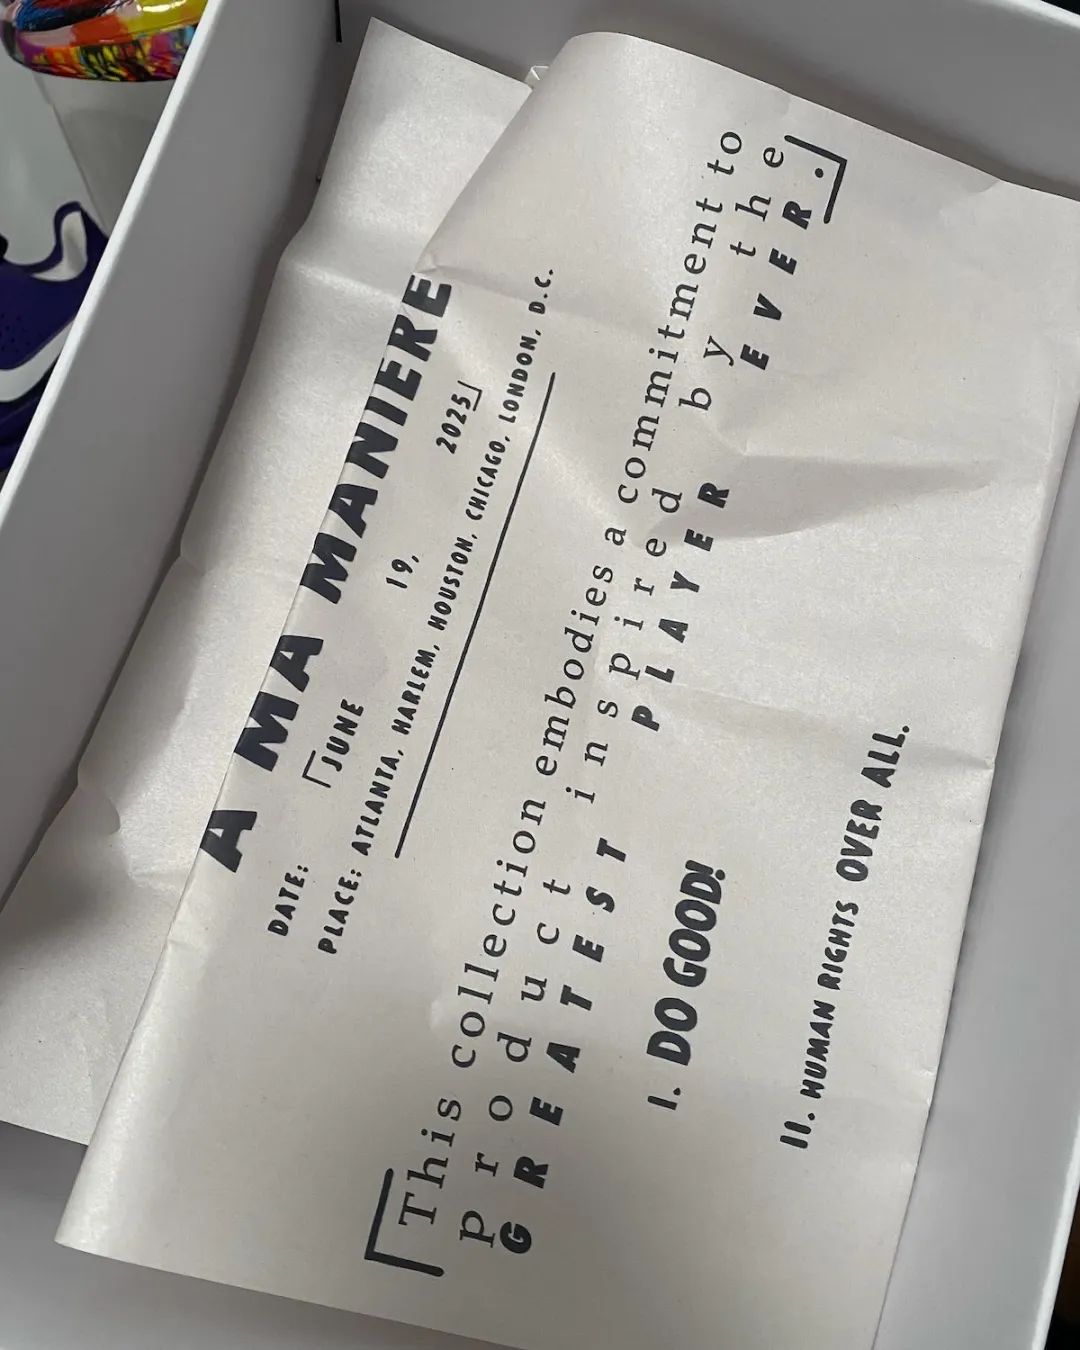 A MA MANIERE
DATE: JUNE 19, 2025
PLACE: ATLANTA, HARLEM, HOUSTON, CHICAGO, LONDON, D.C.
This collection embodies a commitment to
product inspired by the
GREATEST PLAYER EVER.
I. DO GOOD!
II. HUMAN RIGHTS OVER ALL.